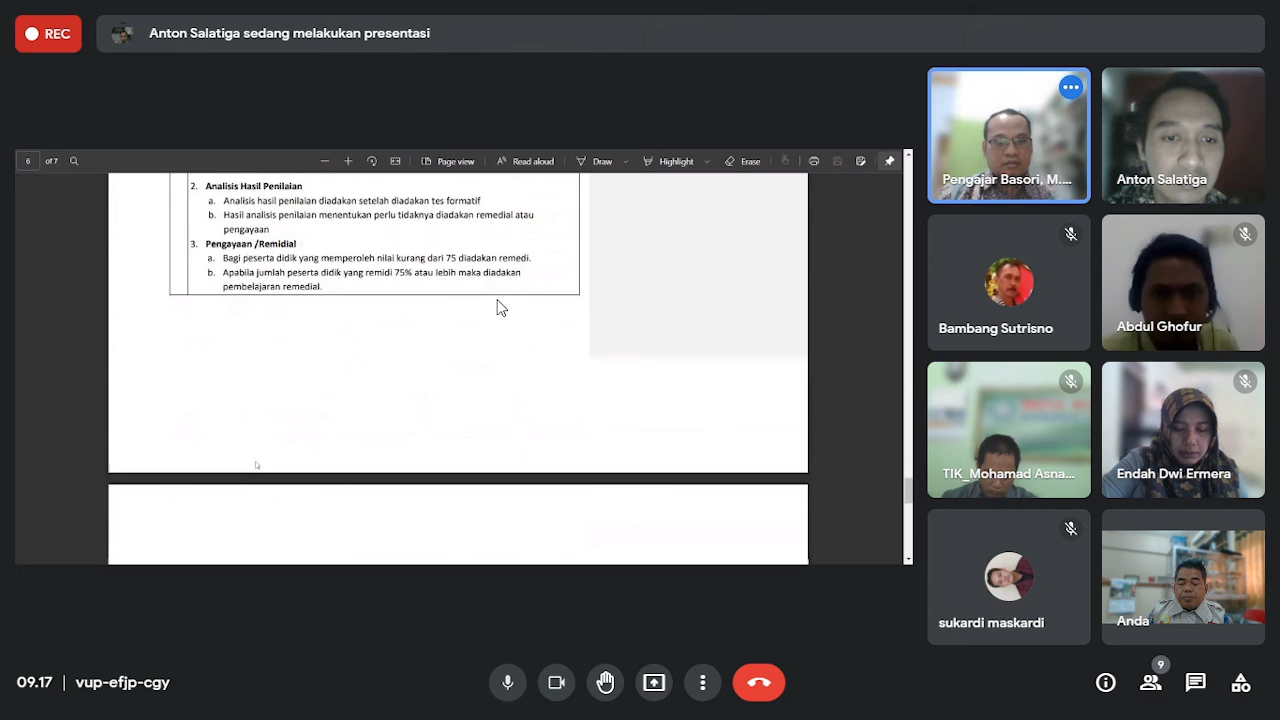 REC
Anton Salatiga sedang melakukan presentasi
6 of 7
Page view
Read aloud
Draw
Highlight
Erase
2. Analisis Hasil Penilaian
a. Analisis hasil penilaian diadakan setelah diadakan tes formatif
b. Hasil analisis penilaian menentukan perlu tidaknya diadakan remedial atau
pengayaan
3. Pengayaan /Remidial
a. Bagi peserta didik yang memperoleh nilai kurang dari 75 diadakan remedi.
b. Apabila jumlah peserta didik yang remidi 75% atau lebih maka diadakan
pembelajaran remedial.
Pengajar Basori, M....
Anton Salatiga
Bambang Sutrisno
Abdul Ghofur
TIK_Mohamad Asna...
Endah Dwi Ermera
sukardi maskardi
Anda
09.17 | vup-efjp-cgy
9